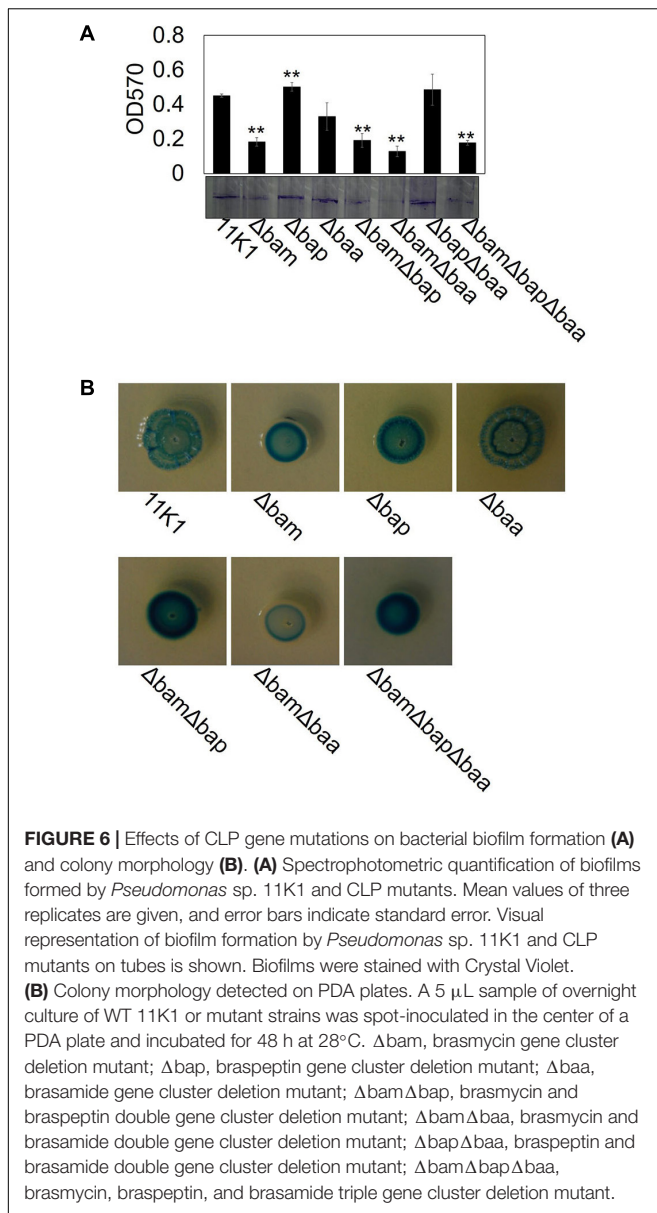 A
OD570
0.8
0.6
0.4
0.2
0
** ** ** ** **
11K1 Δbam Δbap Δbaa ΔbamΔbap ΔbamΔbaa ΔbapΔbaa ΔbamΔbapΔbaa
B
11K1 Δbam Δbap Δbaa
ΔbamΔbap ΔbamΔbaa ΔbamΔbapΔbaa
FIGURE 6 | Effects of CLP gene mutations on bacterial biofilm formation (A)
and colony morphology (B). (A) Spectrophotometric quantification of biofilms
formed by Pseudomonas sp. 11K1 and CLP mutants. Mean values of three
replicates are given, and error bars indicate standard error. Visual
representation of biofilm formation by Pseudomonas sp. 11K1 and CLP
mutants on tubes is shown. Biofilms were stained with Crystal Violet.
(B) Colony morphology detected on PDA plates. A 5 μL sample of overnight
culture of WT 11K1 or mutant strains was spot-inoculated in the center of a
PDA plate and incubated for 48 h at 28°C. Δbam, brasmycin gene cluster
deletion mutant; Δbap, braspeptin gene cluster deletion mutant; Δbaa,
brasamide gene cluster deletion mutant; ΔbamΔbap, brasmycin and
braspeptin double gene cluster deletion mutant; ΔbamΔbaa, brasmycin and
brasamide double gene cluster deletion mutant; ΔbapΔbaa, braspeptin and
brasamide double gene cluster deletion mutant; ΔbamΔbapΔbaa,
brasmycin, braspeptin, and brasamide triple gene cluster deletion mutant.